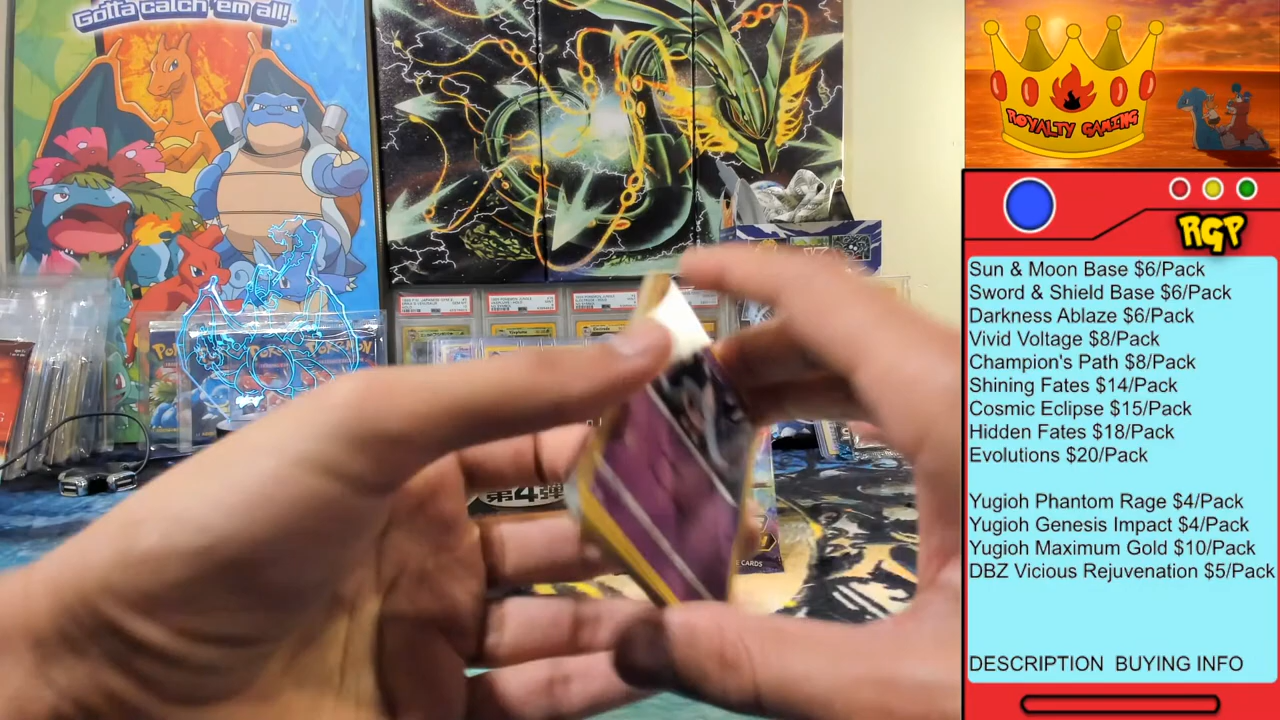 Gotta catch 'em all!
ROYALTY GAMING
RGP
Sun & Moon Base $6/Pack
Sword & Shield Base $6/Pack
Darkness Ablaze $6/Pack
Vivid Voltage $8/Pack
Champion's Path $8/Pack
Shining Fates $14/Pack
Cosmic Eclipse $15/Pack
Hidden Fates $18/Pack
Evolutions $20/Pack
Yugioh Phantom Rage $4/Pack
Yugioh Genesis Impact $4/Pack
Yugioh Maximum Gold $10/Pack
DBZ Vicious Rejuvenation $5/Pack
DESCRIPTION BUYING INFO